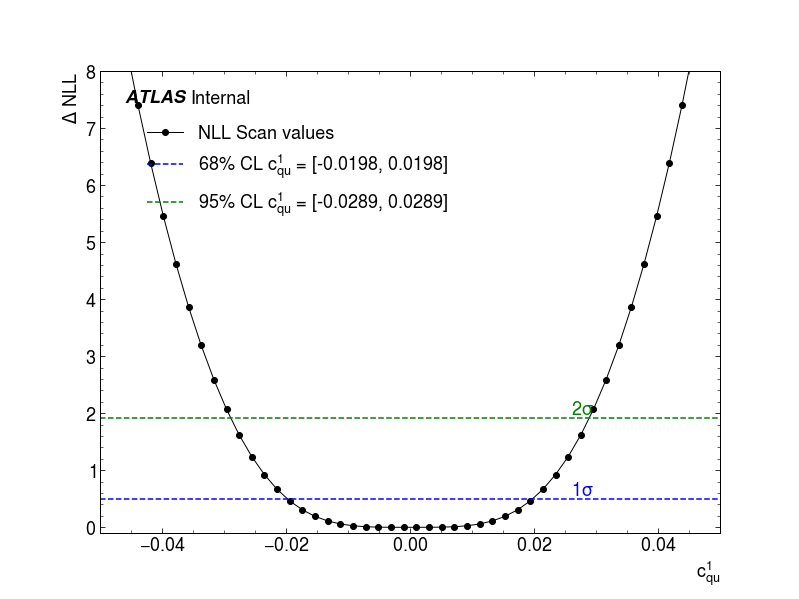 Δ NLL
8
7
6
5
4
3
2
1
0
ATLAS Internal
NLL Scan values
68% CL c¹qu = [-0.0198, 0.0198]
95% CL c¹qu = [-0.0289, 0.0289]
2σ
1σ
−0.04 −0.02 0.00 0.02 0.04
c¹qu